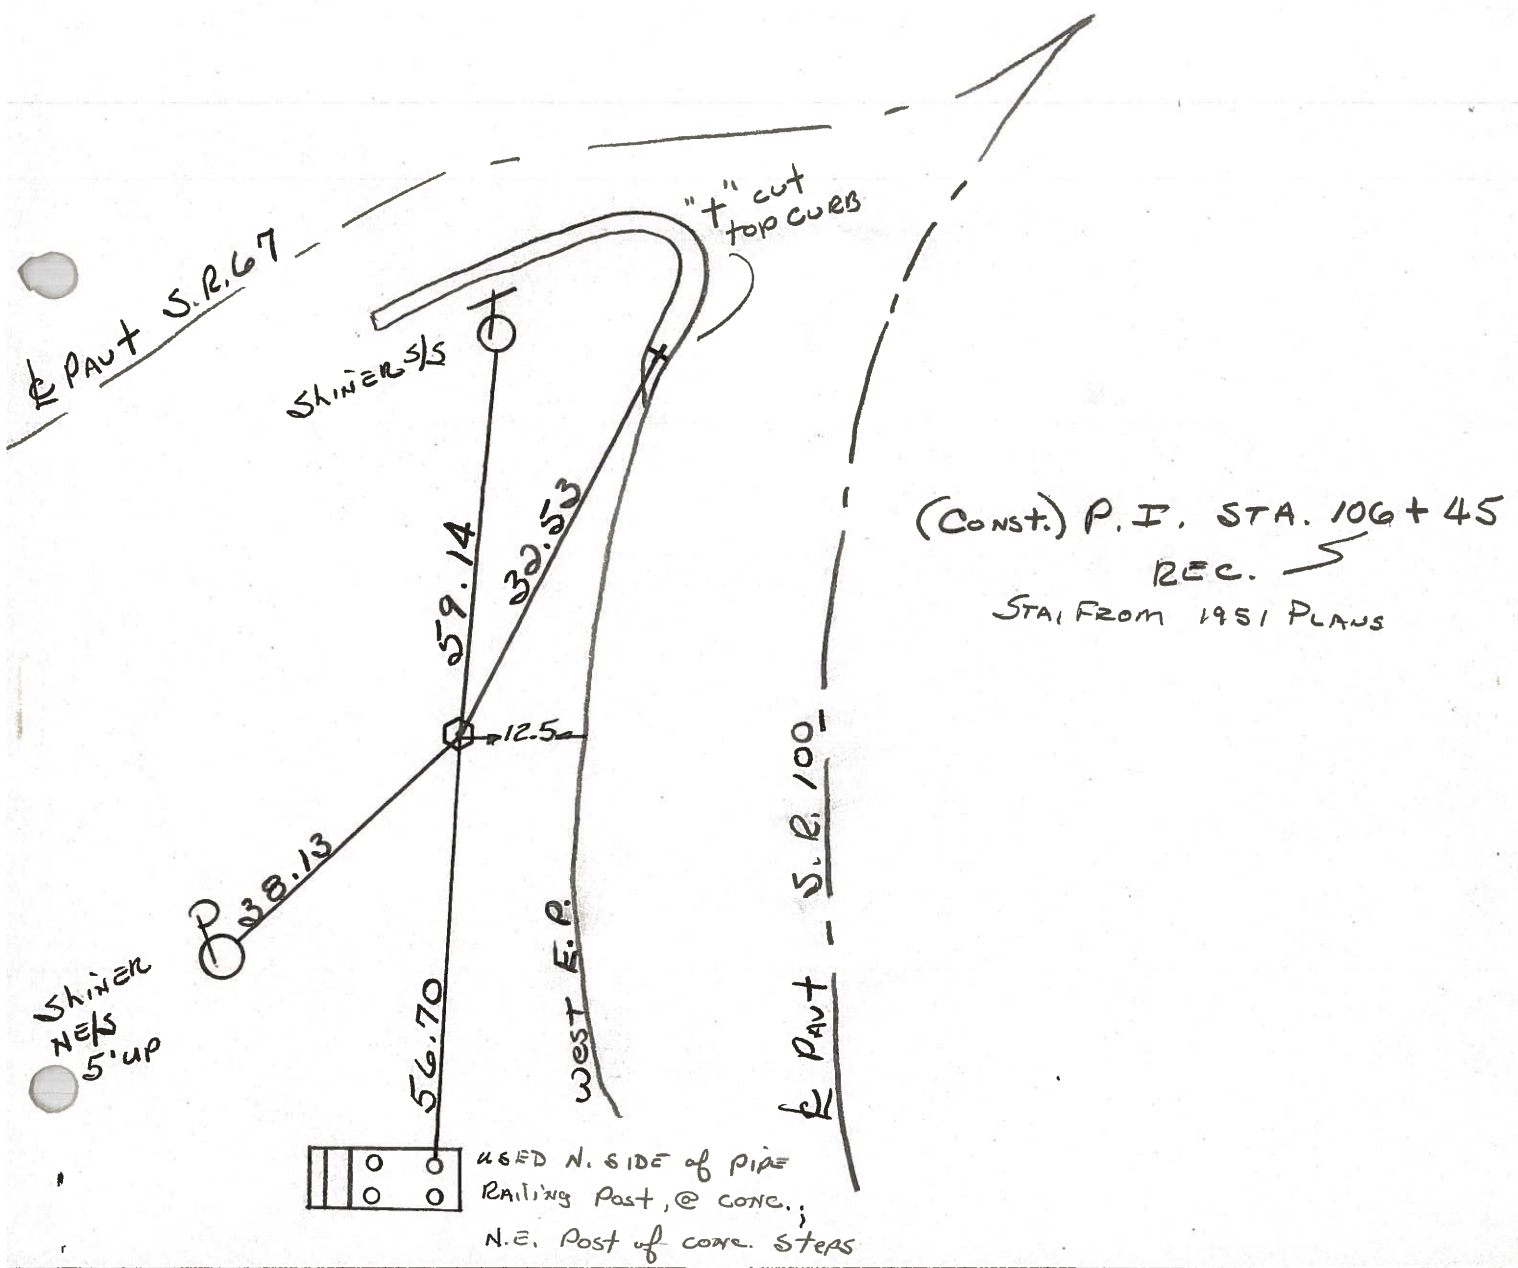 "+" cut
top CURB
℄ PAVT S.R. 67
SHINER S/S
59.14
32.53
(CONST.) P.I. STA. 106+45
REC.
STA. FROM 1951 PLANS
12.5
38.13
P
SHINER
NE/S
5' UP
56.70
WEST E.P.
℄ PAVT S.R. 100
USED N. SIDE of PIPE
RAILING Post, @ CONC.;
N.E. Post of CONC. STEPS